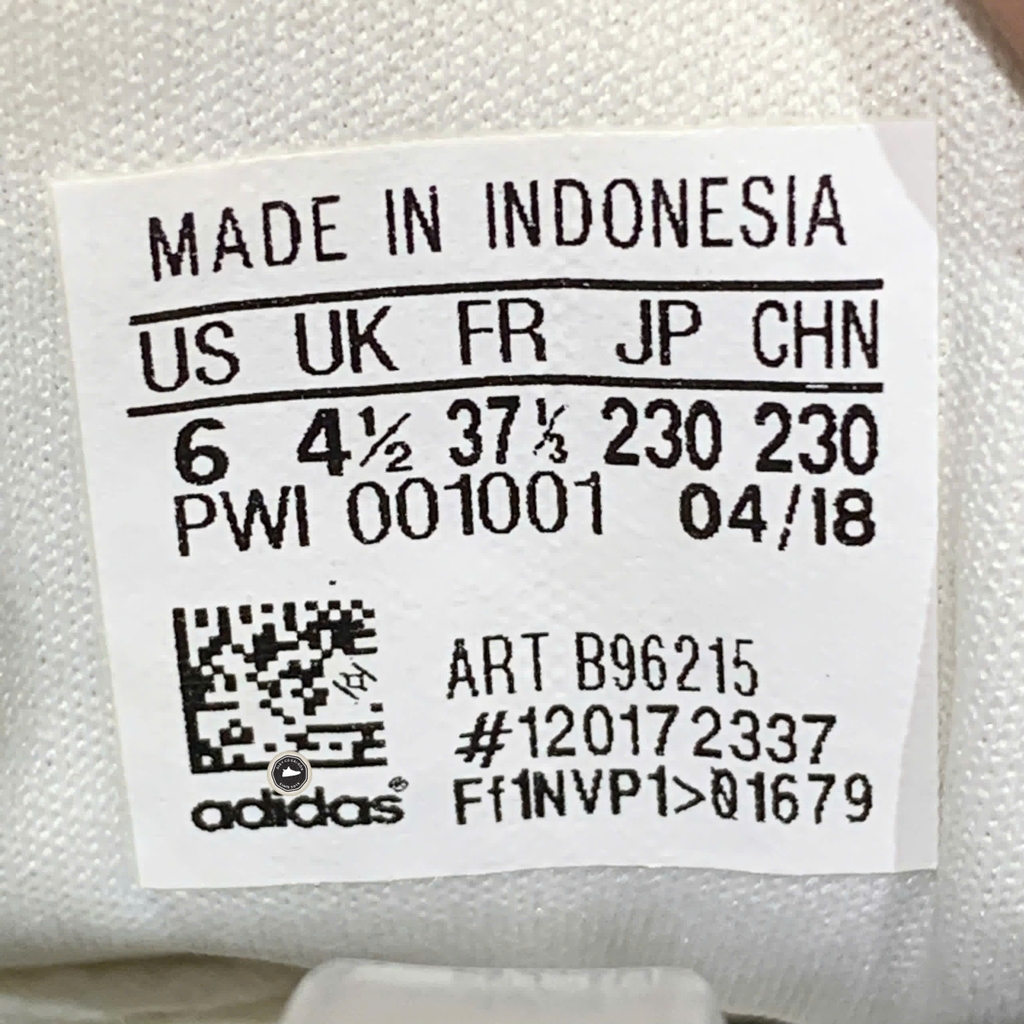 MADE IN INDONESIA
US UK FR JP CHN
6 4½ 37⅓ 230 230
PWI 001001 04/18
ART B96215
#120172337
Ff1NVP1>01679
adidas®